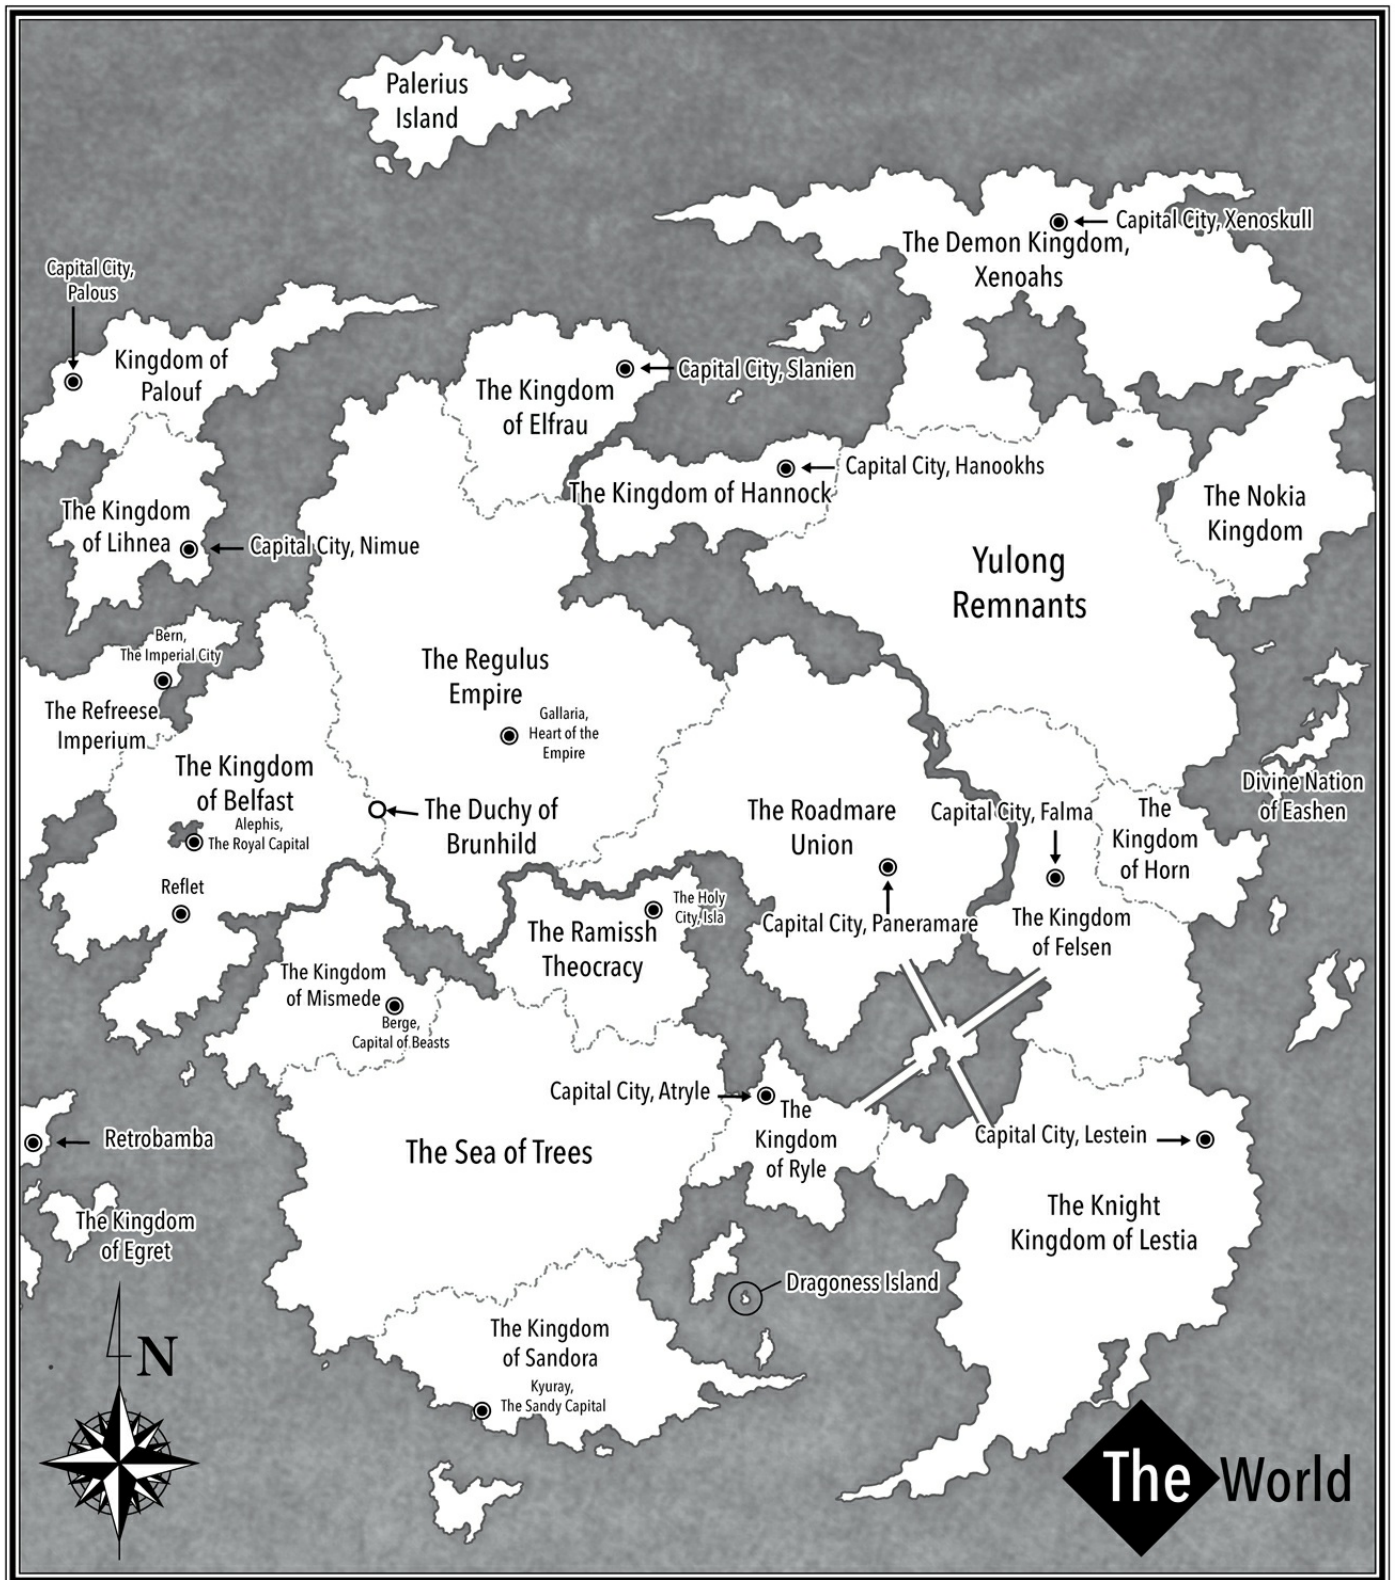 Palerius
Island
Capital City, Xenoskull
The Demon Kingdom,
Xenoahs
Capital City,
Palous
Kingdom of
Palouf
The Kingdom
of Elfrau
Capital City, Slanien
Capital City, Hanookhs
The Kingdom of Hannock
The Nokia
Kingdom
The Kingdom
of Lihnea
Capital City, Nimue
Yulong
Remnants
Bern,
The Imperial City
The Refreese
Imperium
The Regulus
Empire
Gallaria,
Heart of the
Empire
The Kingdom
of Belfast
Alephis,
The Royal Capital
The Duchy of
Brunhild
The Roadmare
Union
Capital City, Paneramare
Capital City, Falma
The Kingdom
of Felsen
The
Kingdom
of Horn
Divine Nation
of Eashen
Reflet
The Holy
City, Isla
The Ramissh
Theocracy
The Kingdom
of Mismede
Berge,
Capital of Beasts
Capital City, Atryle
The
Kingdom
of Ryle
Capital City, Lestein
Retrobamba
The Sea of Trees
The Kingdom
of Egret
The Knight
Kingdom of Lestia
Dragoness Island
The Kingdom
of Sandora
Kyuray,
The Sandy Capital
N
The World